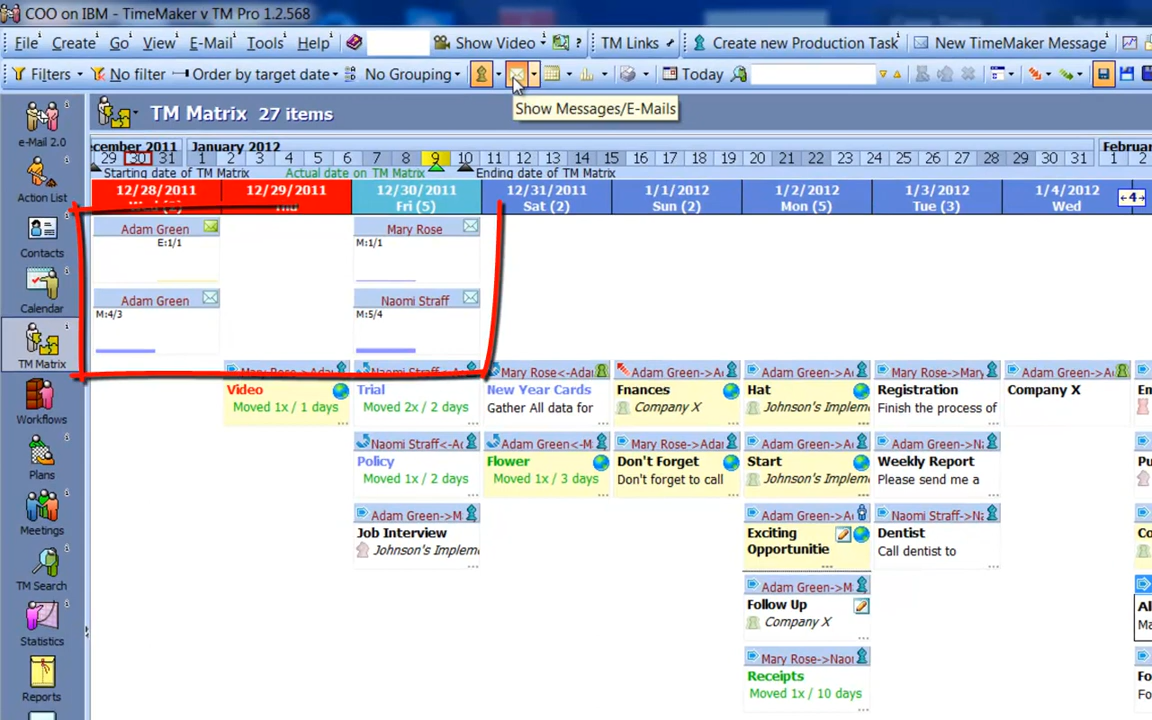 COO on IBM - TimeMaker v TM Pro 1.2.568
File Create Go View E-Mail Tools Help Show Video ? TM Links Create new Production Task New TimeMaker Message
Filters No filter Order by target date No Grouping Today
Show Messages/E-Mails
e-Mail 2.0
Action List
Contacts
Calendar
TM Matrix
Workflows
Plans
Meetings
TM Search
Statistics
Reports
TM Matrix 27 items
ecember 2011 January 2012 Februar
29 30 31 1 2 3 4 5 6 7 8 9 10 11 12 13 14 15 16 17 18 19 20 21 22 23 24 25 26 27 28 29 30 31 1 2
Starting date of TM Matrix Actual date on TM Matrix Ending date of TM Matrix
12/28/2011 12/29/2011 12/30/2011 12/31/2011 1/1/2012 1/2/2012 1/3/2012 1/4/2012 4
Thu Fri (5) Sat (2) Sun (2) Mon (5) Tue (3) Wed
Adam Green Mary Rose
E:1/1 M:1/1
Adam Green Naomi Straff
M:4/3 M:5/4
Mary Rose<-Adar Adam Green->A Adam Green->A Mary Rose->Mar Adam Green->A
Video Trial New Year Cards Fnances Hat Registration Company X
Moved 1x / 1 days Moved 2x / 2 days Gather All data for Company X Johnson's Implem Finish the process of
Naomi Straff<-A Adam Green<-M Mary Rose->Adar Adam Green->A Adam Green->Na
Policy Flower Don't Forget Start Weekly Report
Moved 1x / 2 days Moved 1x / 3 days Don't forget to call Johnson's Implem Please send me a
Adam Green->M Adam Green->A Naomi Straff->Na
Job Interview Exciting Opportunitie Dentist
Johnson's Implem Call dentist to
Adam Green->M
Follow Up
Company X
Mary Rose->Naor
Receipts
Moved 1x / 10 days